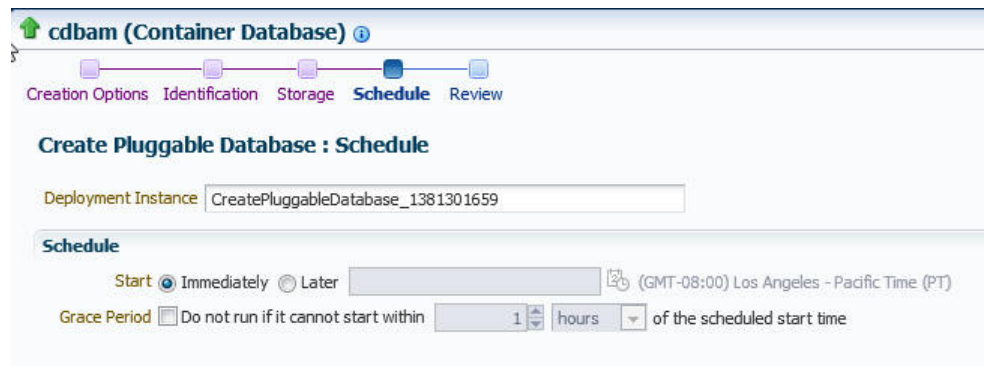 cdbam (Container Database)
Creation Options Identification Storage Schedule Review
Create Pluggable Database : Schedule
Deployment Instance CreatePluggableDatabase_1381301659
Schedule
Start Immediately Later (GMT-08:00) Los Angeles - Pacific Time (PT)
Grace Period Do not run if it cannot start within 1 hours of the scheduled start time